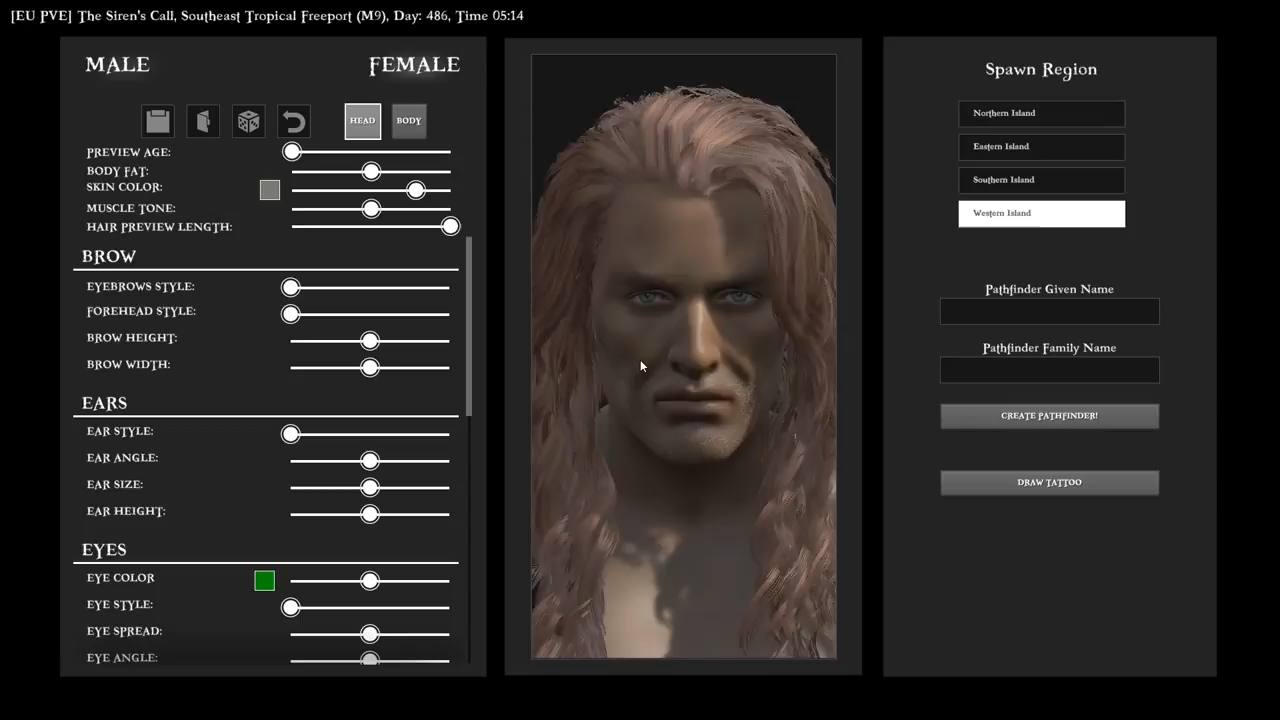 [EU PVE] The Siren's Call, Southeast Tropical Freeport (M9), Day: 486, Time 05:14
MALE
FEMALE
HEAD
BODY
PREVIEW AGE:
BODY FAT:
SKIN COLOR:
MUSCLE TONE:
HAIR PREVIEW LENGTH:
BROW
EYEBROWS STYLE:
FOREHEAD STYLE:
BROW HEIGHT:
BROW WIDTH:
EARS
EAR STYLE:
EAR ANGLE:
EAR SIZE:
EAR HEIGHT:
EYES
EYE COLOR
EYE STYLE:
EYE SPREAD:
EYE ANGLE:
Spawn Region
Northern Island
Eastern Island
Southern Island
Western Island
Pathfinder Given Name
Pathfinder Family Name
CREATE PATHFINDER!
DRAW TATTOO